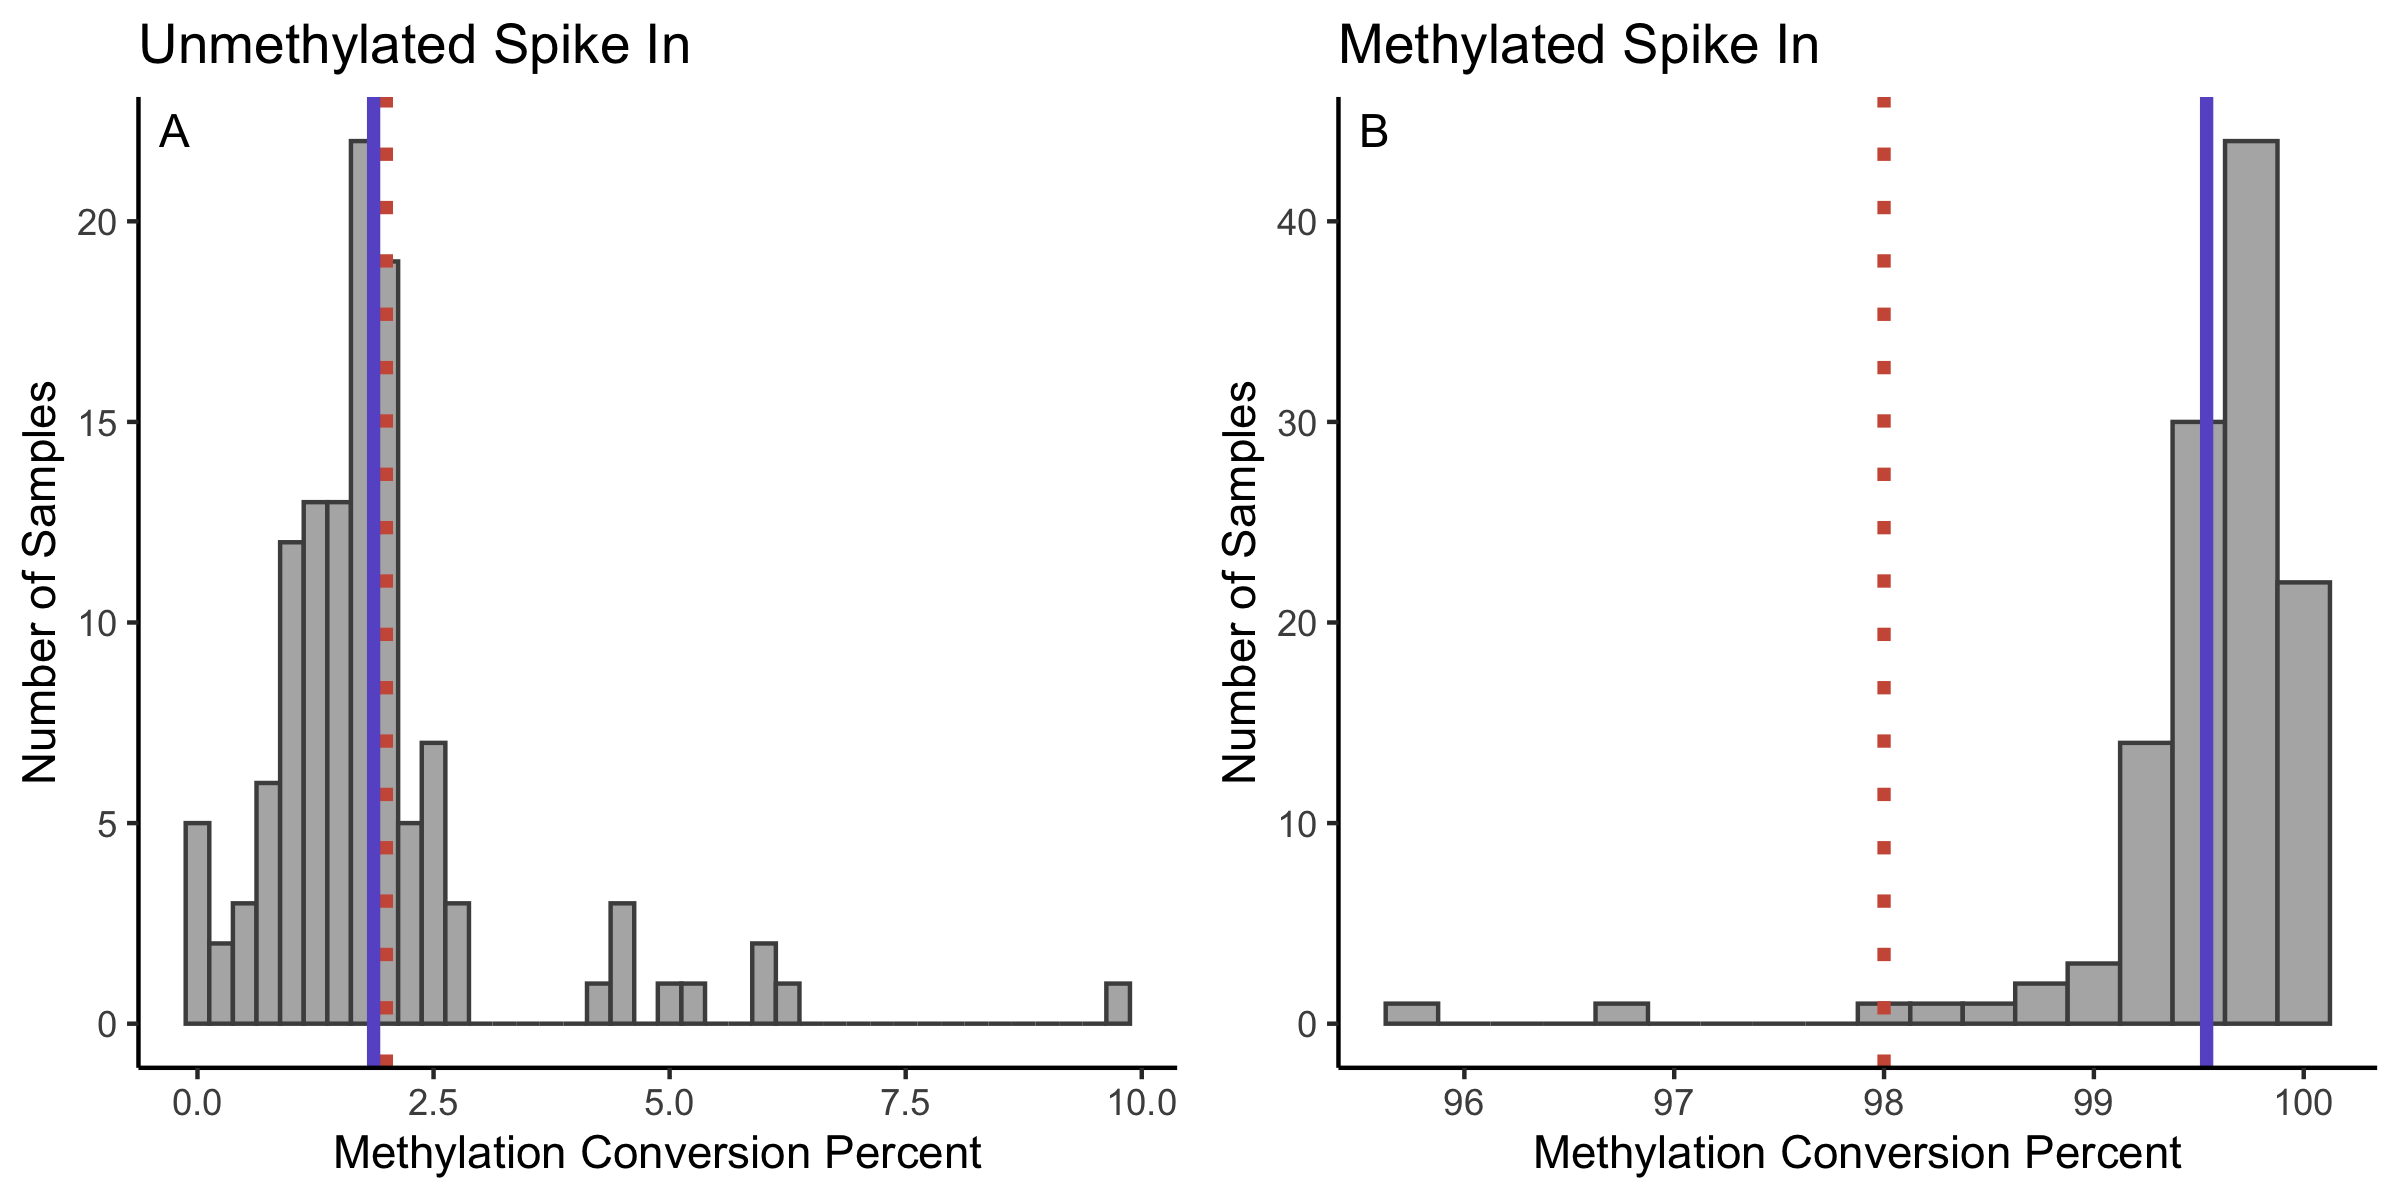 Unmethylated Spike In
A
Number of Samples
20
15
10
5
0
0.0 2.5 5.0 7.5 10.0
Methylation Conversion Percent
Methylated Spike In
B
Number of Samples
40
30
20
10
0
96 97 98 99 100
Methylation Conversion Percent